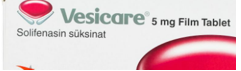 Vesicare® 5 mg Film Tablet
Solifenasin süksinat